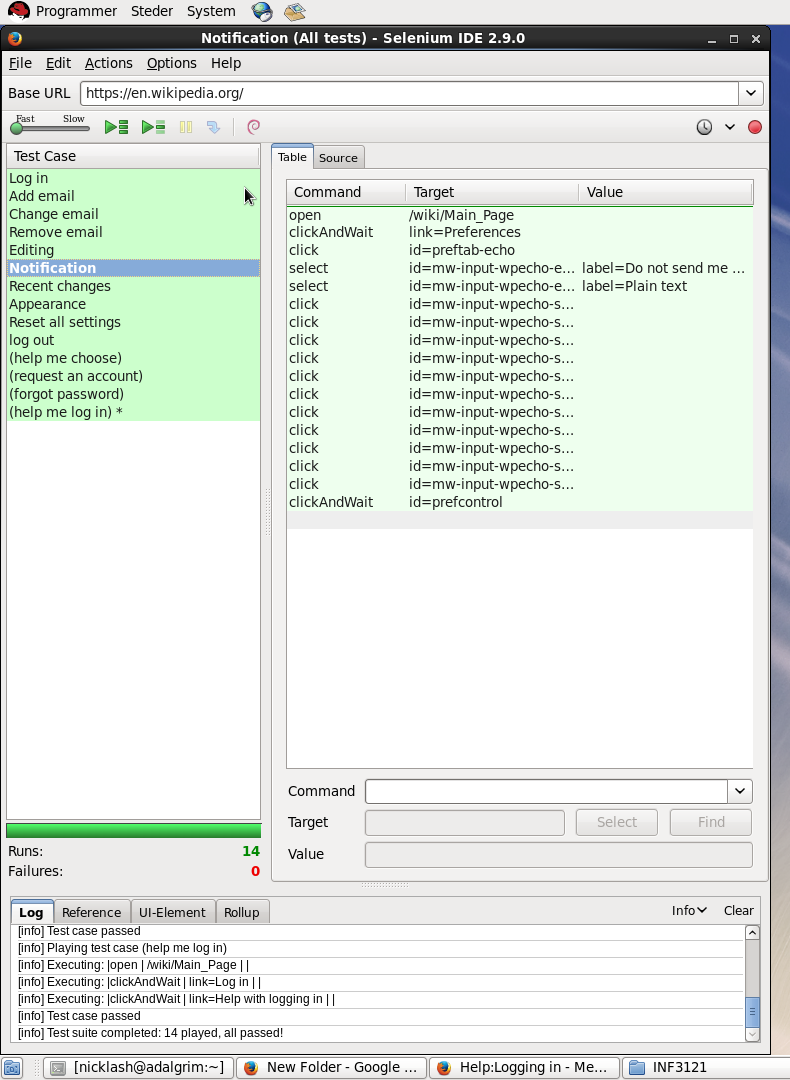 Programmer Steder System
Notification (All tests) - Selenium IDE 2.9.0
File Edit Actions Options Help
Base URL https://en.wikipedia.org/
Fast Slow
Test Case
Log in
Add email
Change email
Remove email
Editing
Notification
Recent changes
Appearance
Reset all settings
log out
(help me choose)
(request an account)
(forgot password)
(help me log in) *
Runs: 14
Failures: 0
Table Source
Command Target Value
open /wiki/Main_Page
clickAndWait link=Preferences
click id=preftab-echo
select id=mw-input-wpecho-e... label=Do not send me ...
select id=mw-input-wpecho-e... label=Plain text
click id=mw-input-wpecho-s...
click id=mw-input-wpecho-s...
click id=mw-input-wpecho-s...
click id=mw-input-wpecho-s...
click id=mw-input-wpecho-s...
click id=mw-input-wpecho-s...
click id=mw-input-wpecho-s...
click id=mw-input-wpecho-s...
click id=mw-input-wpecho-s...
click id=mw-input-wpecho-s...
click id=mw-input-wpecho-s...
clickAndWait id=prefcontrol
Command
Target Select Find
Value
Log Reference UI-Element Rollup Info Clear
[info] Test case passed
[info] Playing test case (help me log in)
[info] Executing: |open | /wiki/Main_Page | |
[info] Executing: |clickAndWait | link=Log in | |
[info] Executing: |clickAndWait | link=Help with logging in | |
[info] Test case passed
[info] Test suite completed: 14 played, all passed!
[nicklash@adalgrim:~] New Folder - Google ... Help:Logging in - Me... INF3121